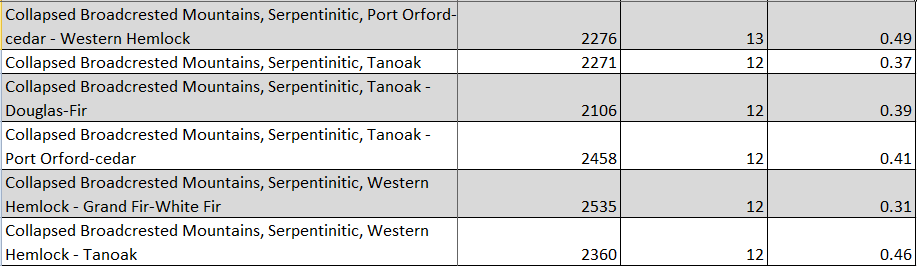 Collapsed Broadcrested Mountains, Serpentinitic, Port Orford-
cedar - Western Hemlock 2276 13 0.49
Collapsed Broadcrested Mountains, Serpentinitic, Tanoak 2271 12 0.37
Collapsed Broadcrested Mountains, Serpentinitic, Tanoak -
Douglas-Fir 2106 12 0.39
Collapsed Broadcrested Mountains, Serpentinitic, Tanoak -
Port Orford-cedar 2458 12 0.41
Collapsed Broadcrested Mountains, Serpentinitic, Western
Hemlock - Grand Fir-White Fir 2535 12 0.31
Collapsed Broadcrested Mountains, Serpentinitic, Western
Hemlock - Tanoak 2360 12 0.46